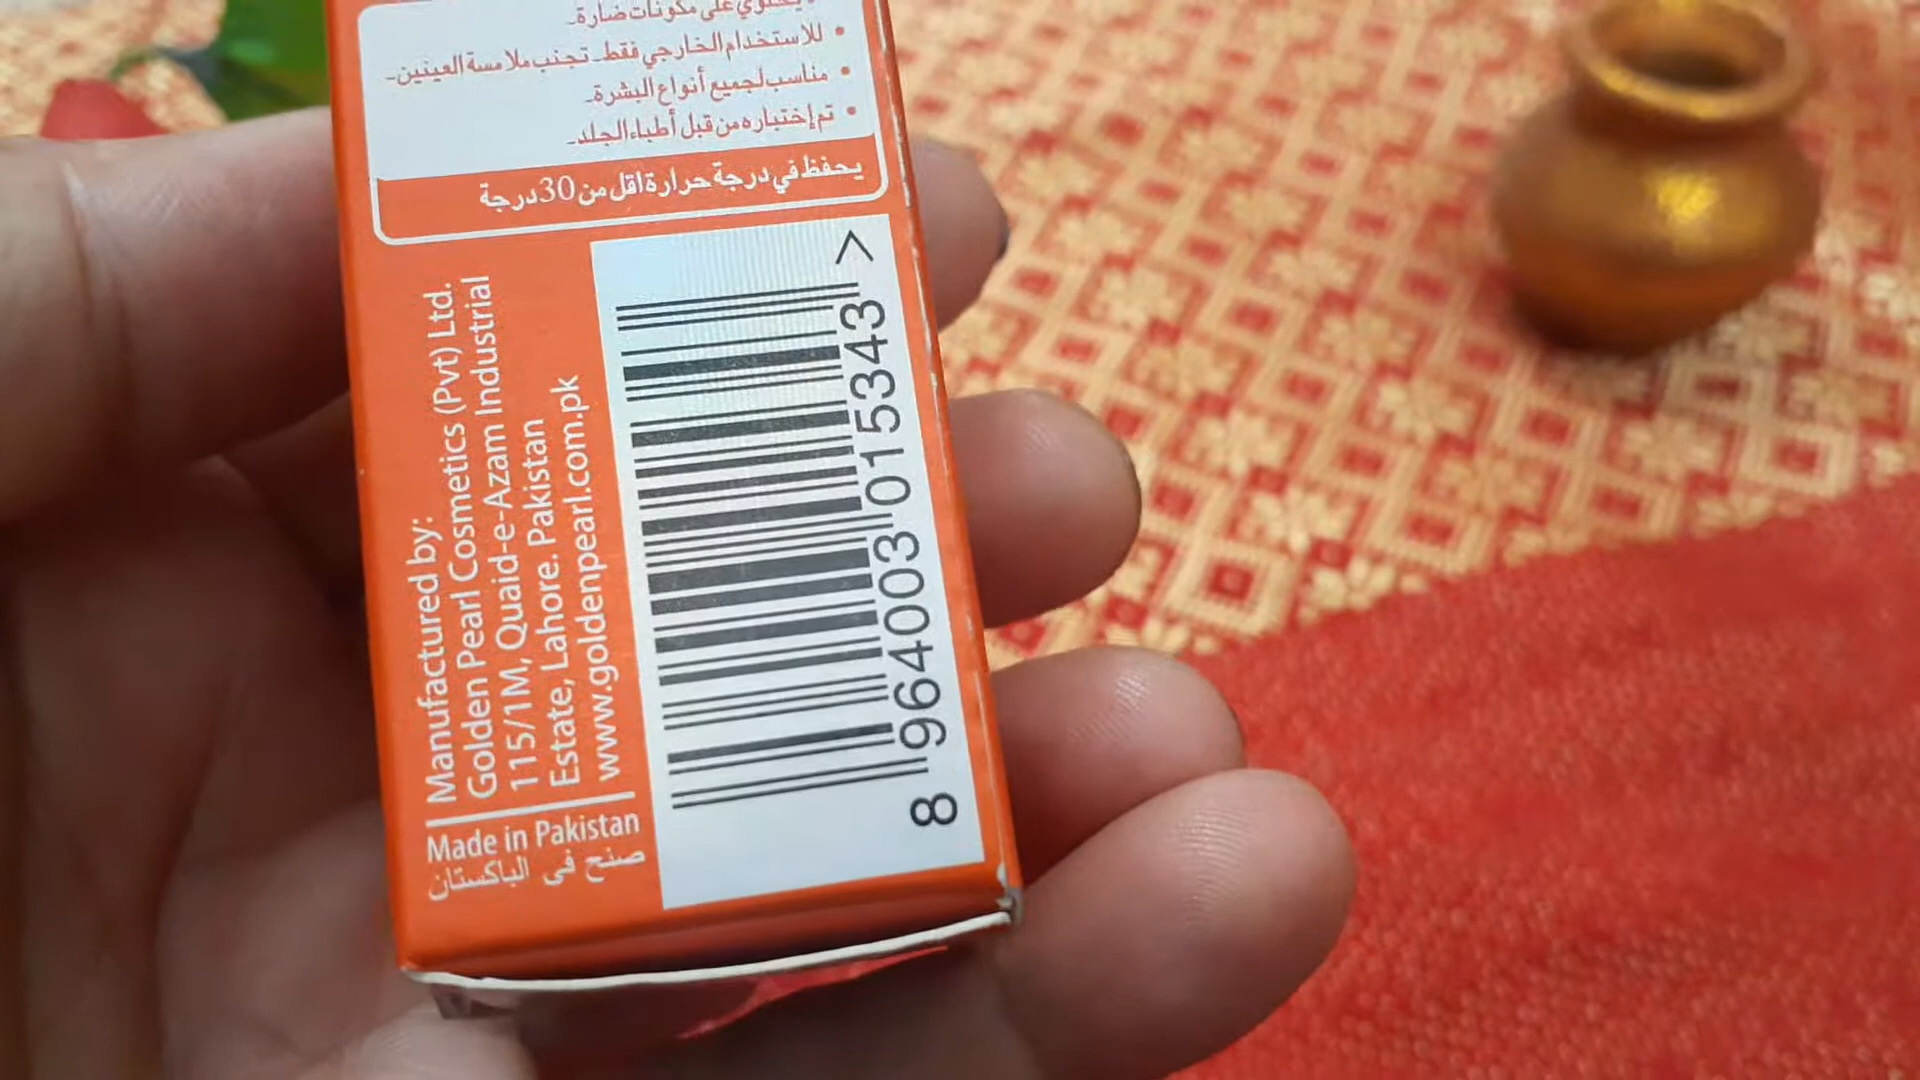 يحتوي على مكونات ضارة.
• للاستخدام الخارجي فقط. تجنب ملامسة العينين.
• مناسب لجميع أنواع البشرة.
• تم إختباره من قبل أطباء الجلد.
يحفظ في درجة حرارة اقل من 30 درجة
Manufactured by:
Golden Pearl Cosmetics (Pvt) Ltd.
115/1M, Quaid-e-Azam Industrial
Estate, Lahore. Pakistan
www.goldenpearl.com.pk
Made in Pakistan
صنع فى الباكستان
8 964003 015343 >